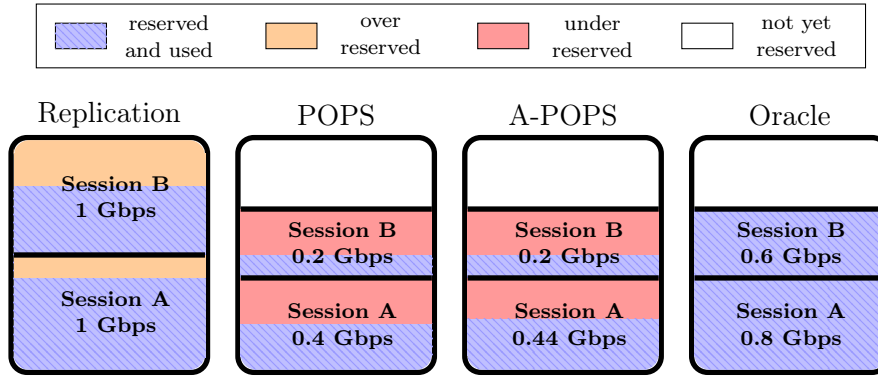 reserved and used
over reserved
under reserved
not yet reserved
Replication
POPS
A-POPS
Oracle
Session B
1 Gbps
Session A
1 Gbps
Session B
0.2 Gbps
Session A
0.4 Gbps
Session B
0.2 Gbps
Session A
0.44 Gbps
Session B
0.6 Gbps
Session A
0.8 Gbps